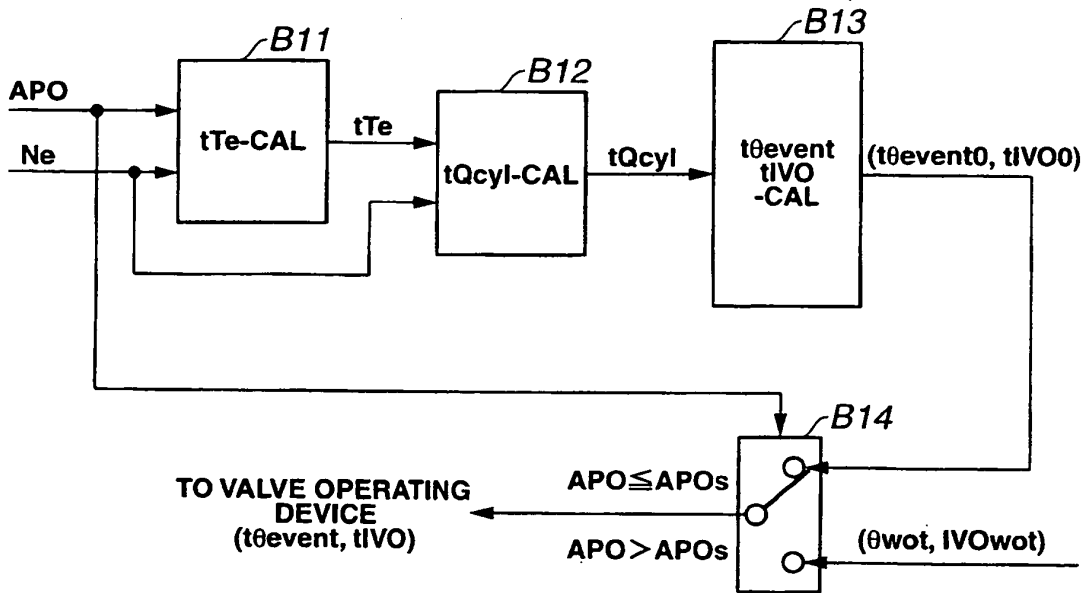 B11
B12
B13
APO
Ne
tTe-CAL
tTe
tQcyl-CAL
tQcyl
tθevent
tIVO
-CAL
(tθevent0, tIVO0)
B14
APO≦APOs
TO VALVE OPERATING
DEVICE
(tθevent, tIVO)
APO>APOs
(θwot, IVOwot)